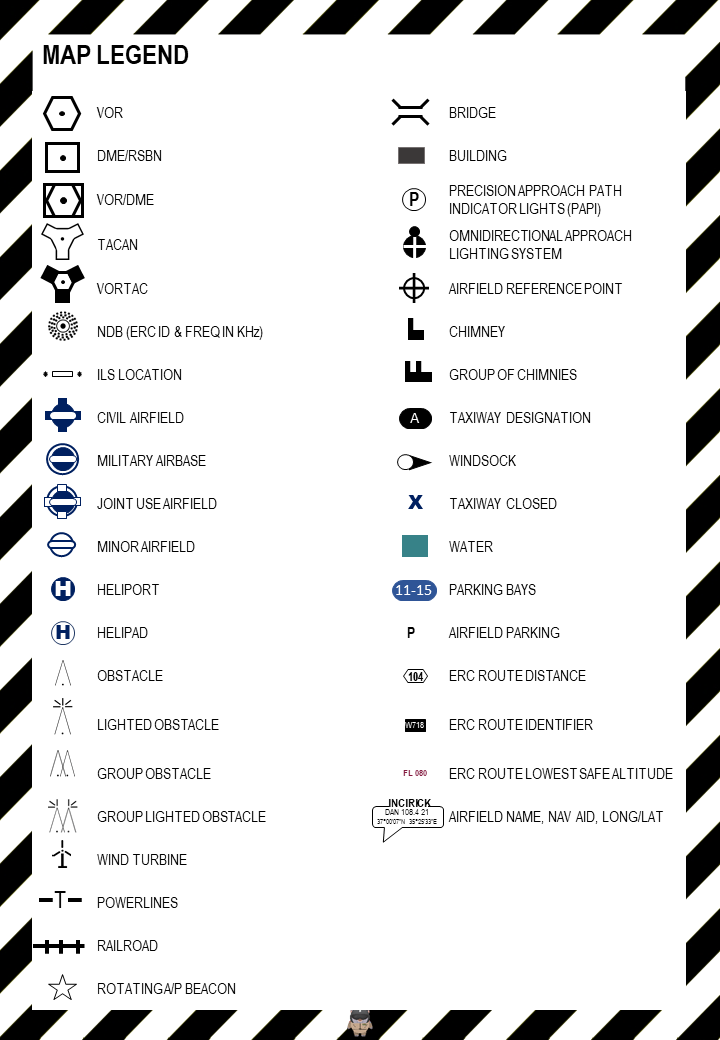 MAP LEGEND
VOR
DME/RSBN
VOR/DME
TACAN
VORTAC
NDB (ERC ID & FREQ IN KHz)
ILS LOCATION
CIVIL AIRFIELD
MILITARY AIRBASE
JOINT USE AIRFIELD
MINOR AIRFIELD
H HELIPORT
H HELIPAD
OBSTACLE
LIGHTED OBSTACLE
GROUP OBSTACLE
GROUP LIGHTED OBSTACLE
WIND TURBINE
T POWERLINES
RAILROAD
ROTATING A/P BEACON
BRIDGE
BUILDING
P PRECISION APPROACH PATH
INDICATOR LIGHTS (PAPI)
OMNIDIRECTIONAL APPROACH
LIGHTING SYSTEM
AIRFIELD REFERENCE POINT
CHIMNEY
GROUP OF CHIMNIES
A TAXIWAY DESIGNATION
WINDSOCK
X TAXIWAY CLOSED
WATER
11-15 PARKING BAYS
P AIRFIELD PARKING
104 ERC ROUTE DISTANCE
W718 ERC ROUTE IDENTIFIER
FL 080 ERC ROUTE LOWEST SAFE ALTITUDE
INCIRICK
DAN 108.4 21
37°00'07"N 35°25'33"E
AIRFIELD NAME, NAV AID, LONG/LAT